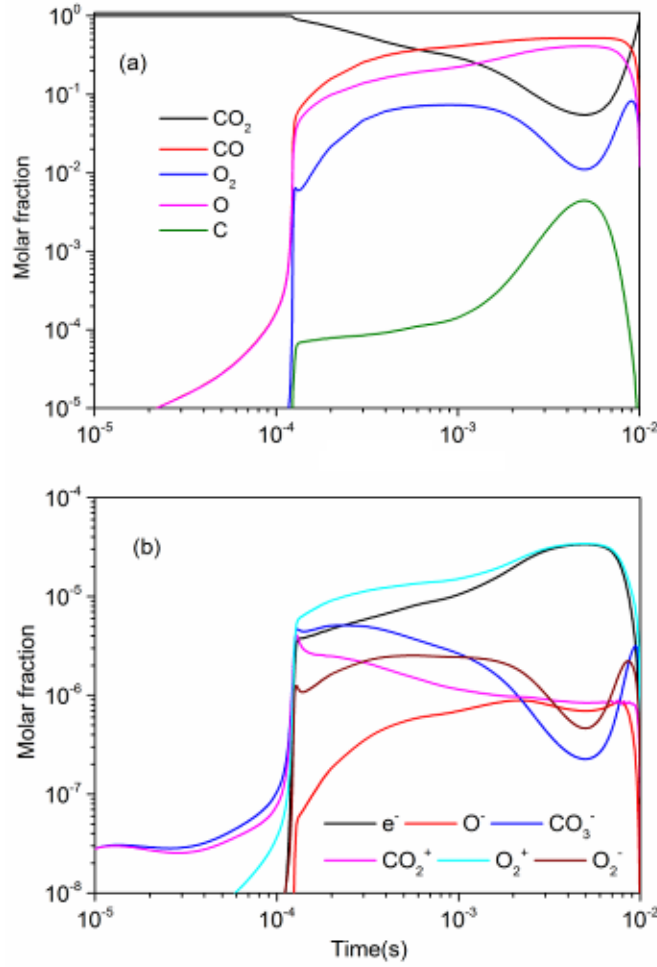 10⁰
10⁻¹
10⁻²
10⁻³
10⁻⁴
10⁻⁵
Molar fraction
(a)
CO₂
CO
O₂
O
C
10⁻⁵ 10⁻⁴ 10⁻³ 10⁻²
10⁻⁴
10⁻⁵
10⁻⁶
10⁻⁷
10⁻⁸
Molar fraction
(b)
e⁻ O⁻ CO₃⁻
CO₂⁺ O₂⁺ O₂⁻
10⁻⁵ 10⁻⁴ 10⁻³ 10⁻²
Time(s)